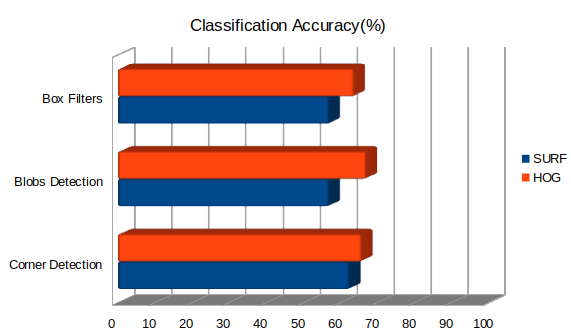 Classification Accuracy(%)
Box Filters
Blobs Detection
Corner Detection
SURF
HOG
0 10 20 30 40 50 60 70 80 90 100